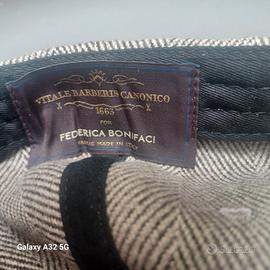 VITALE BARBERIS CANONICO
1663
FOR
FEDERICA BONIFACI
MADE IN ITALY
Galaxy A32 5G